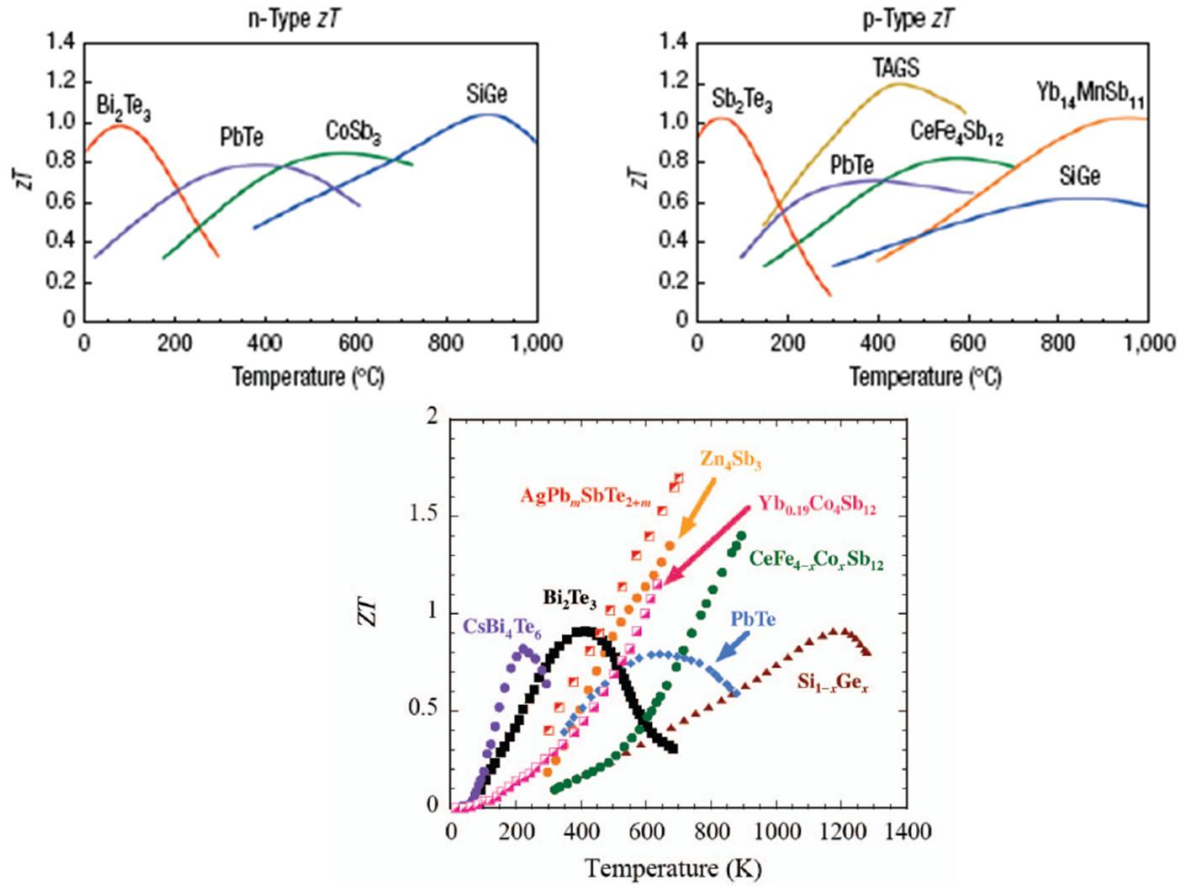 n-Type zT
1.4
1.2
1.0
0.8
0.6
0.4
0.2
0
zT
Bi₂Te₃
PbTe
CoSb₃
SiGe
0 200 400 600 800 1,000
Temperature (°C)
p-Type zT
1.4
1.2
1.0
0.8
0.6
0.4
0.2
0
zT
Sb₂Te₃
TAGS
PbTe
CeFe₄Sb₁₂
Yb₁₄MnSb₁₁
SiGe
0 200 400 600 800 1,000
Temperature (°C)
2
1.5
1
0.5
0
ZT
Zn₄Sb₃
AgPbₘSbTe₂₊ₘ
Yb₀.₁₉Co₄Sb₁₂
CeFe₄₋ₓCoₓSb₁₂
Bi₂Te₃
CsBi₄Te₆
PbTe
Si₁₋ₓGeₓ
0 200 400 600 800 1000 1200 1400
Temperature (K)